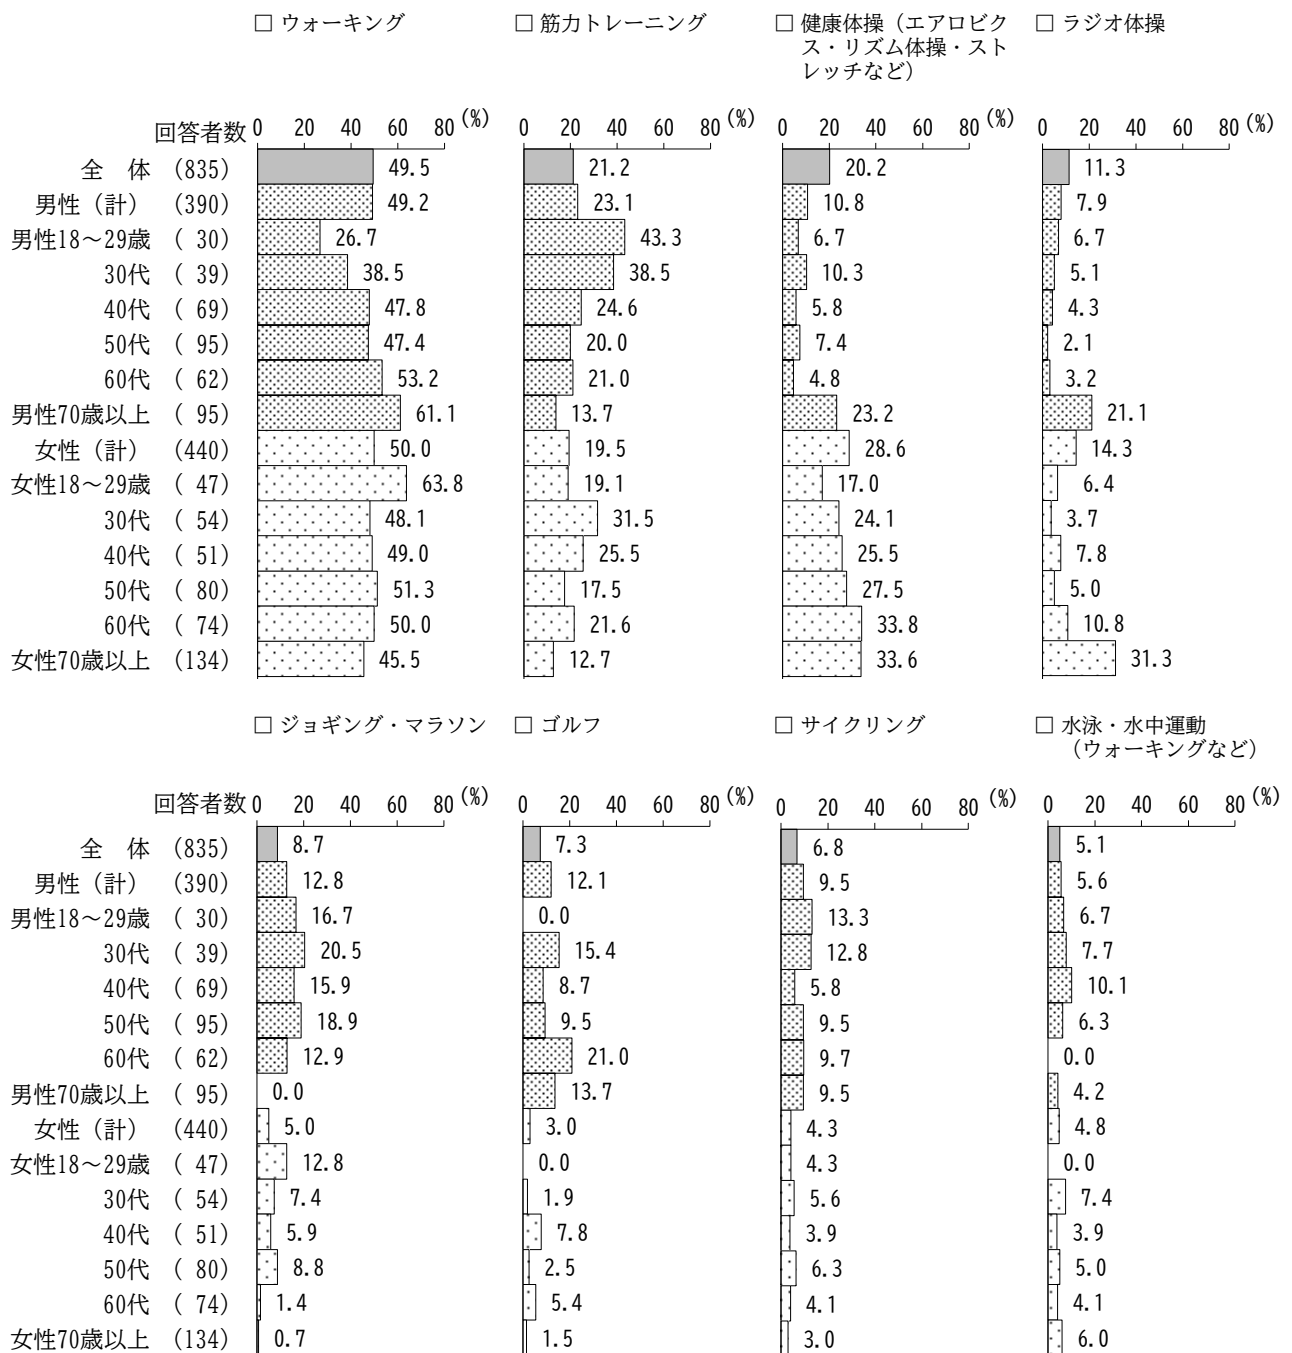 □ ウォーキング □ 筋力トレーニング □ 健康体操（エアロビク □ ラジオ体操
ス・リズム体操・スト
レッチなど）
回答者数 0 20 40 60 80 (%) 0 20 40 60 80 (%) 0 20 40 60 80 (%) 0 20 40 60 80 (%)
全　体 (835) 49.5 21.2 20.2 11.3
男性（計） (390) 49.2 23.1 10.8 7.9
男性18～29歳 ( 30) 26.7 43.3 6.7 6.7
30代 ( 39) 38.5 38.5 10.3 5.1
40代 ( 69) 47.8 24.6 5.8 4.3
50代 ( 95) 47.4 20.0 7.4 2.1
60代 ( 62) 53.2 21.0 4.8 3.2
男性70歳以上 ( 95) 61.1 13.7 23.2 21.1
女性（計） (440) 50.0 19.5 28.6 14.3
女性18～29歳 ( 47) 63.8 19.1 17.0 6.4
30代 ( 54) 48.1 31.5 24.1 3.7
40代 ( 51) 49.0 25.5 25.5 7.8
50代 ( 80) 51.3 17.5 27.5 5.0
60代 ( 74) 50.0 21.6 33.8 10.8
女性70歳以上 (134) 45.5 12.7 33.6 31.3
□ ジョギング・マラソン □ ゴルフ □ サイクリング □ 水泳・水中運動
（ウォーキングなど）
回答者数 0 20 40 60 80 (%) 0 20 40 60 80 (%) 0 20 40 60 80 (%) 0 20 40 60 80 (%)
全　体 (835) 8.7 7.3 6.8 5.1
男性（計） (390) 12.8 12.1 9.5 5.6
男性18～29歳 ( 30) 16.7 0.0 13.3 6.7
30代 ( 39) 20.5 15.4 12.8 7.7
40代 ( 69) 15.9 8.7 5.8 10.1
50代 ( 95) 18.9 9.5 9.5 6.3
60代 ( 62) 12.9 21.0 9.7 0.0
男性70歳以上 ( 95) 0.0 13.7 9.5 4.2
女性（計） (440) 5.0 3.0 4.3 4.8
女性18～29歳 ( 47) 12.8 0.0 4.3 0.0
30代 ( 54) 7.4 1.9 5.6 7.4
40代 ( 51) 5.9 7.8 3.9 3.9
50代 ( 80) 8.8 2.5 6.3 5.0
60代 ( 74) 1.4 5.4 4.1 4.1
女性70歳以上 (134) 0.7 1.5 3.0 6.0